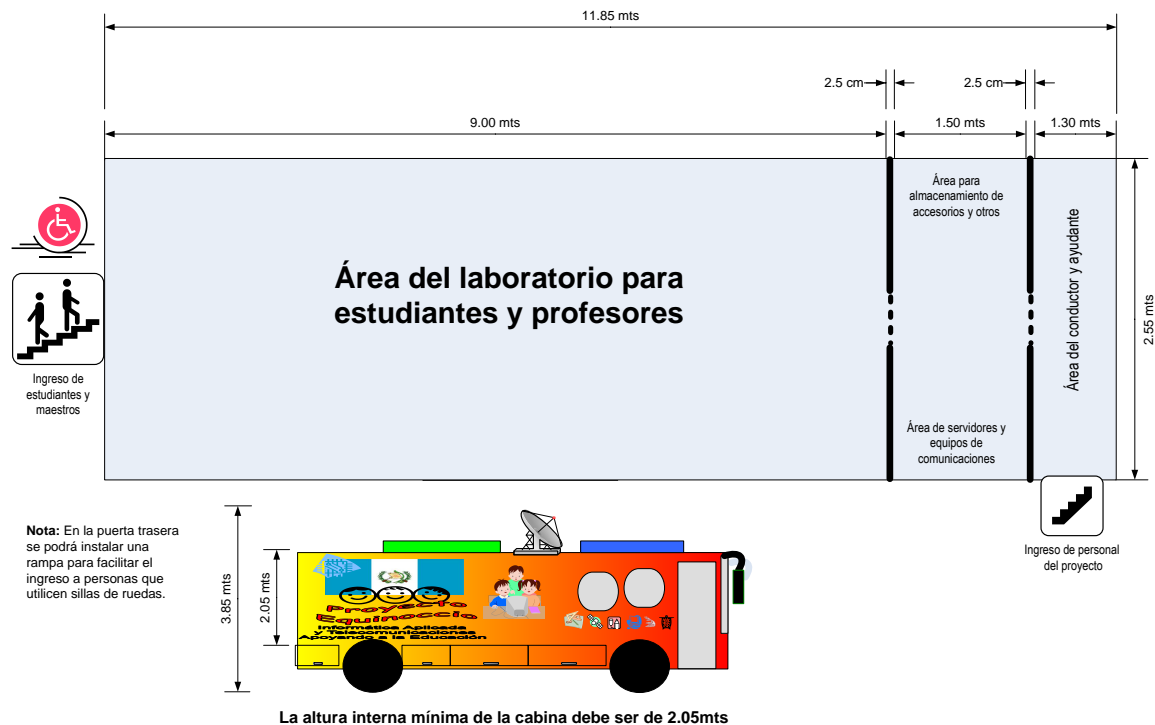 11.85 mts
2.5 cm
2.5 cm
9.00 mts
1.50 mts
1.30 mts
Área para
almacenamiento de
accesorios y otros
Área del laboratorio para
estudiantes y profesores
Área del conductor y ayudante
2.55 mts
Ingreso de
estudiantes y
maestros
Área de servidores y
equipos de
comunicaciones
Nota: En la puerta trasera
se podrá instalar una
rampa para facilitar el
ingreso a personas que
utilicen sillas de ruedas.
3.85 mts
2.05 mts
Proyecto
Equinoccio
Informática Aplicada
y Telecomunicaciones
Apoyando a la Educación
Ingreso de personal
del proyecto
La altura interna mínima de la cabina debe ser de 2.05mts